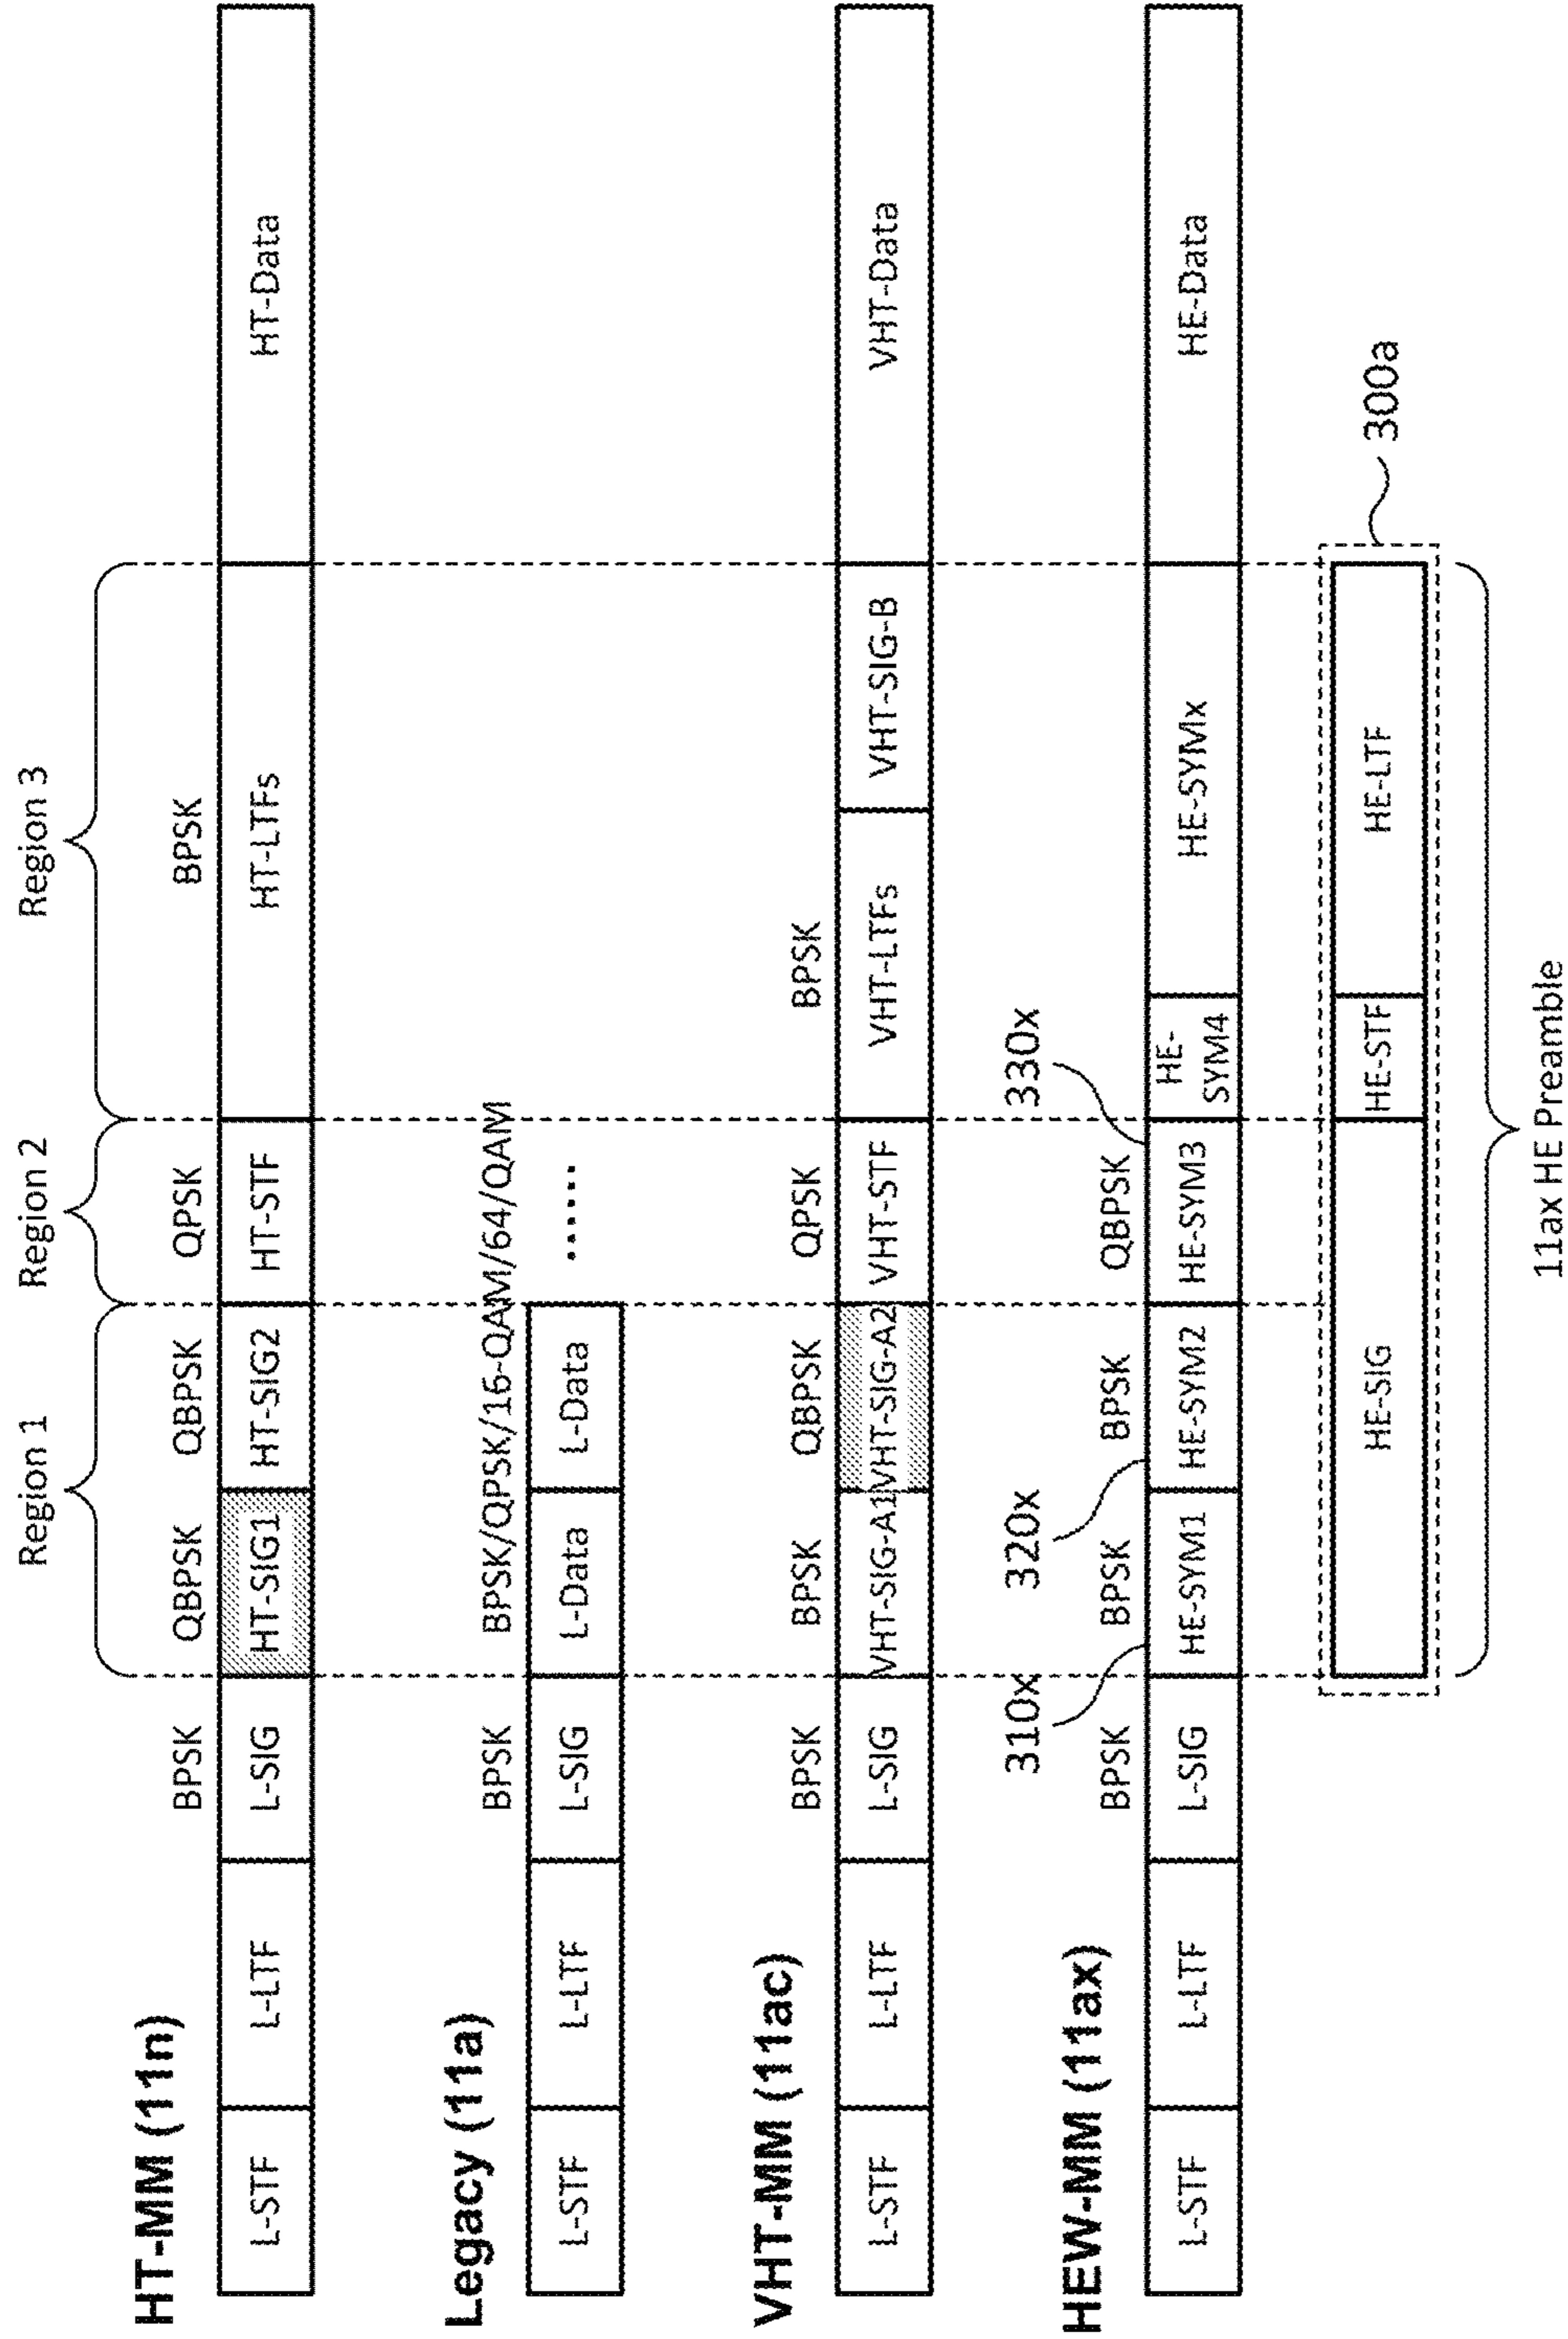 Region 1
Region 2
Region 3
HT-MM (11n)
BPSK
QBPSK
QBPSK
QPSK
BPSK
L-STF
L-LTF
L-SIG
HT-SIG1
HT-SIG2
HT-STF
HT-LTFs
HT-Data
Legacy (11a)
BPSK
BPSK/QPSK/16-QAM/64/QAM
L-STF
L-LTF
L-SIG
L-Data
L-Data
......
VHT-MM (11ac)
BPSK
BPSK
QBPSK
QPSK
BPSK
L-STF
L-LTF
L-SIG
VHT-SIG-A1
VHT-SIG-A2
VHT-STF
VHT-LTFs
VHT-SIG-B
VHT-Data
310x
320x
330x
HEW-MM (11ax)
BPSK
BPSK
BPSK
QBPSK
L-STF
L-LTF
L-SIG
HE-SYM1
HE-SYM2
HE-SYM3
HE-
SYM4
HE-SYMx
HE-Data
HE-SIG
HE-STF
HE-LTF
300a
11ax HE Preamble